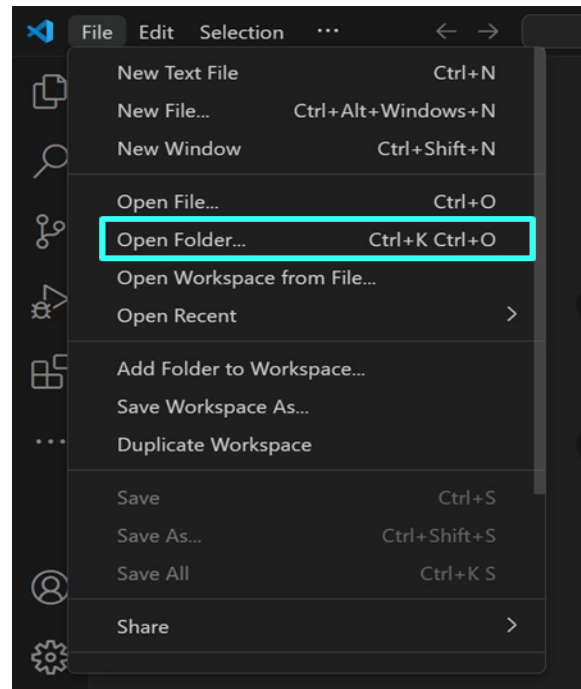 File Edit Selection ···
New Text File Ctrl+N
New File... Ctrl+Alt+Windows+N
New Window Ctrl+Shift+N
Open File... Ctrl+O
Open Folder... Ctrl+K Ctrl+O
Open Workspace from File...
Open Recent
Add Folder to Workspace...
Save Workspace As...
Duplicate Workspace
Save Ctrl+S
Save As... Ctrl+Shift+S
Save All Ctrl+K S
Share